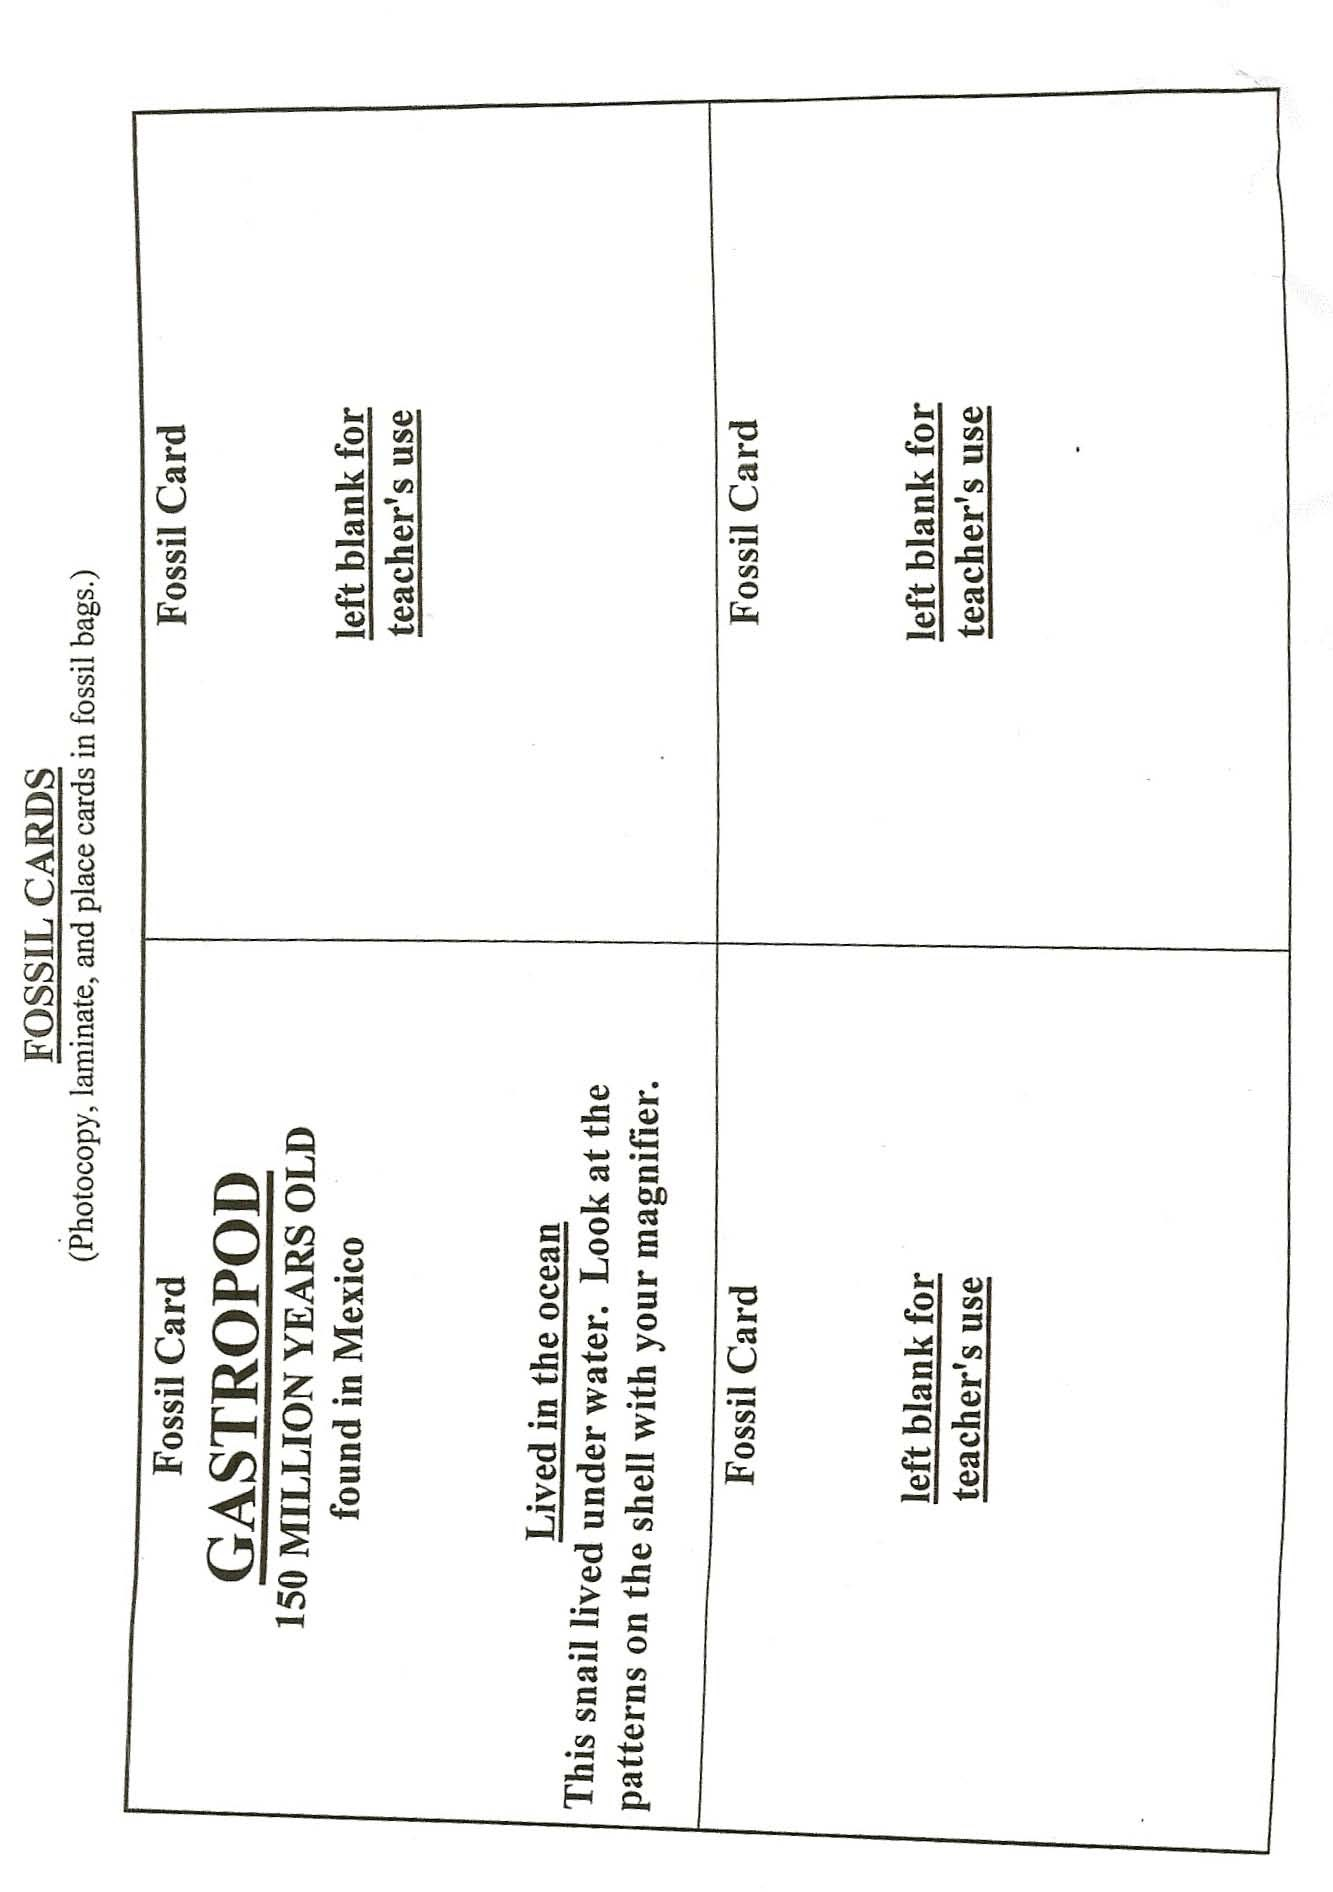 FOSSIL CARDS
(Photocopy, laminate, and place cards in fossil bags.)
Fossil Card
GASTROPOD
150 MILLION YEARS OLD
found in Mexico
Lived in the ocean
This snail lived under water. Look at the
patterns on the shell with your magnifier.
Fossil Card
left blank for
teacher's use
Fossil Card
left blank for
teacher's use
Fossil Card
left blank for
teacher's use